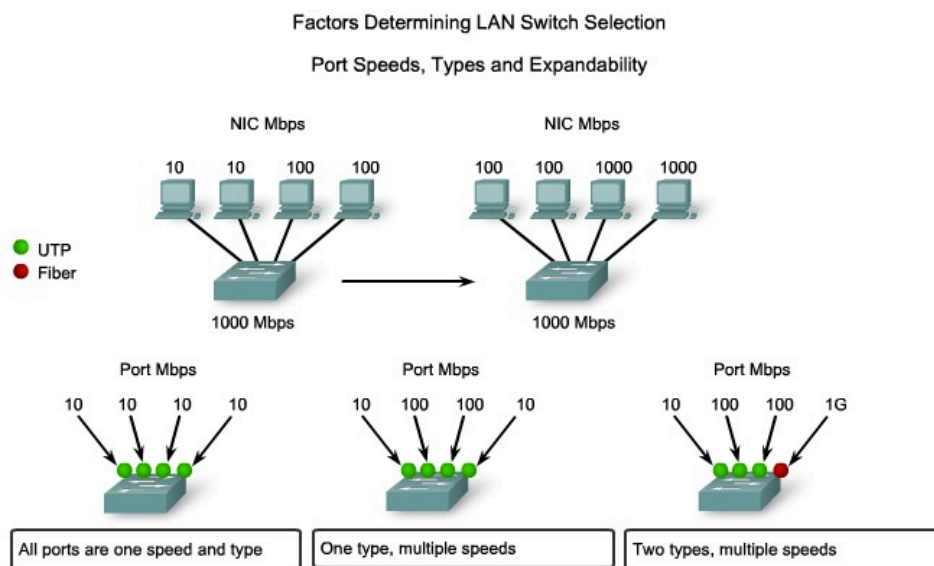 Factors Determining LAN Switch Selection
Port Speeds, Types and Expandability
NIC Mbps
NIC Mbps
10 10 100 100
100 100 1000 1000
UTP
Fiber
1000 Mbps
1000 Mbps
Port Mbps
Port Mbps
Port Mbps
10 10 10 10
10 100 100 10
10 100 100 1G
All ports are one speed and type
One type, multiple speeds
Two types, multiple speeds